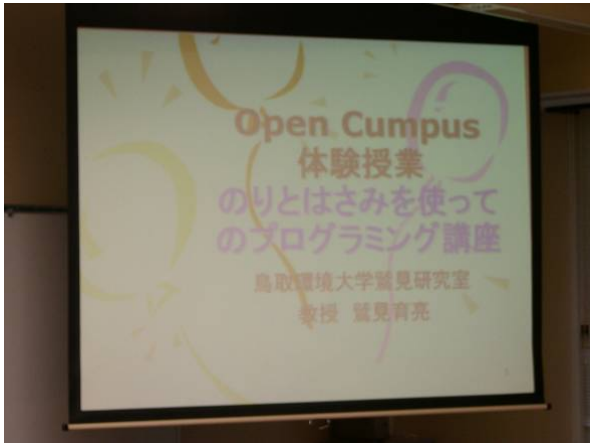 Open Cumpus
体験授業
のりとはさみを使って
のプログラミング講座
鳥取環境大学鷲見研究室
教授 鷲見育亮